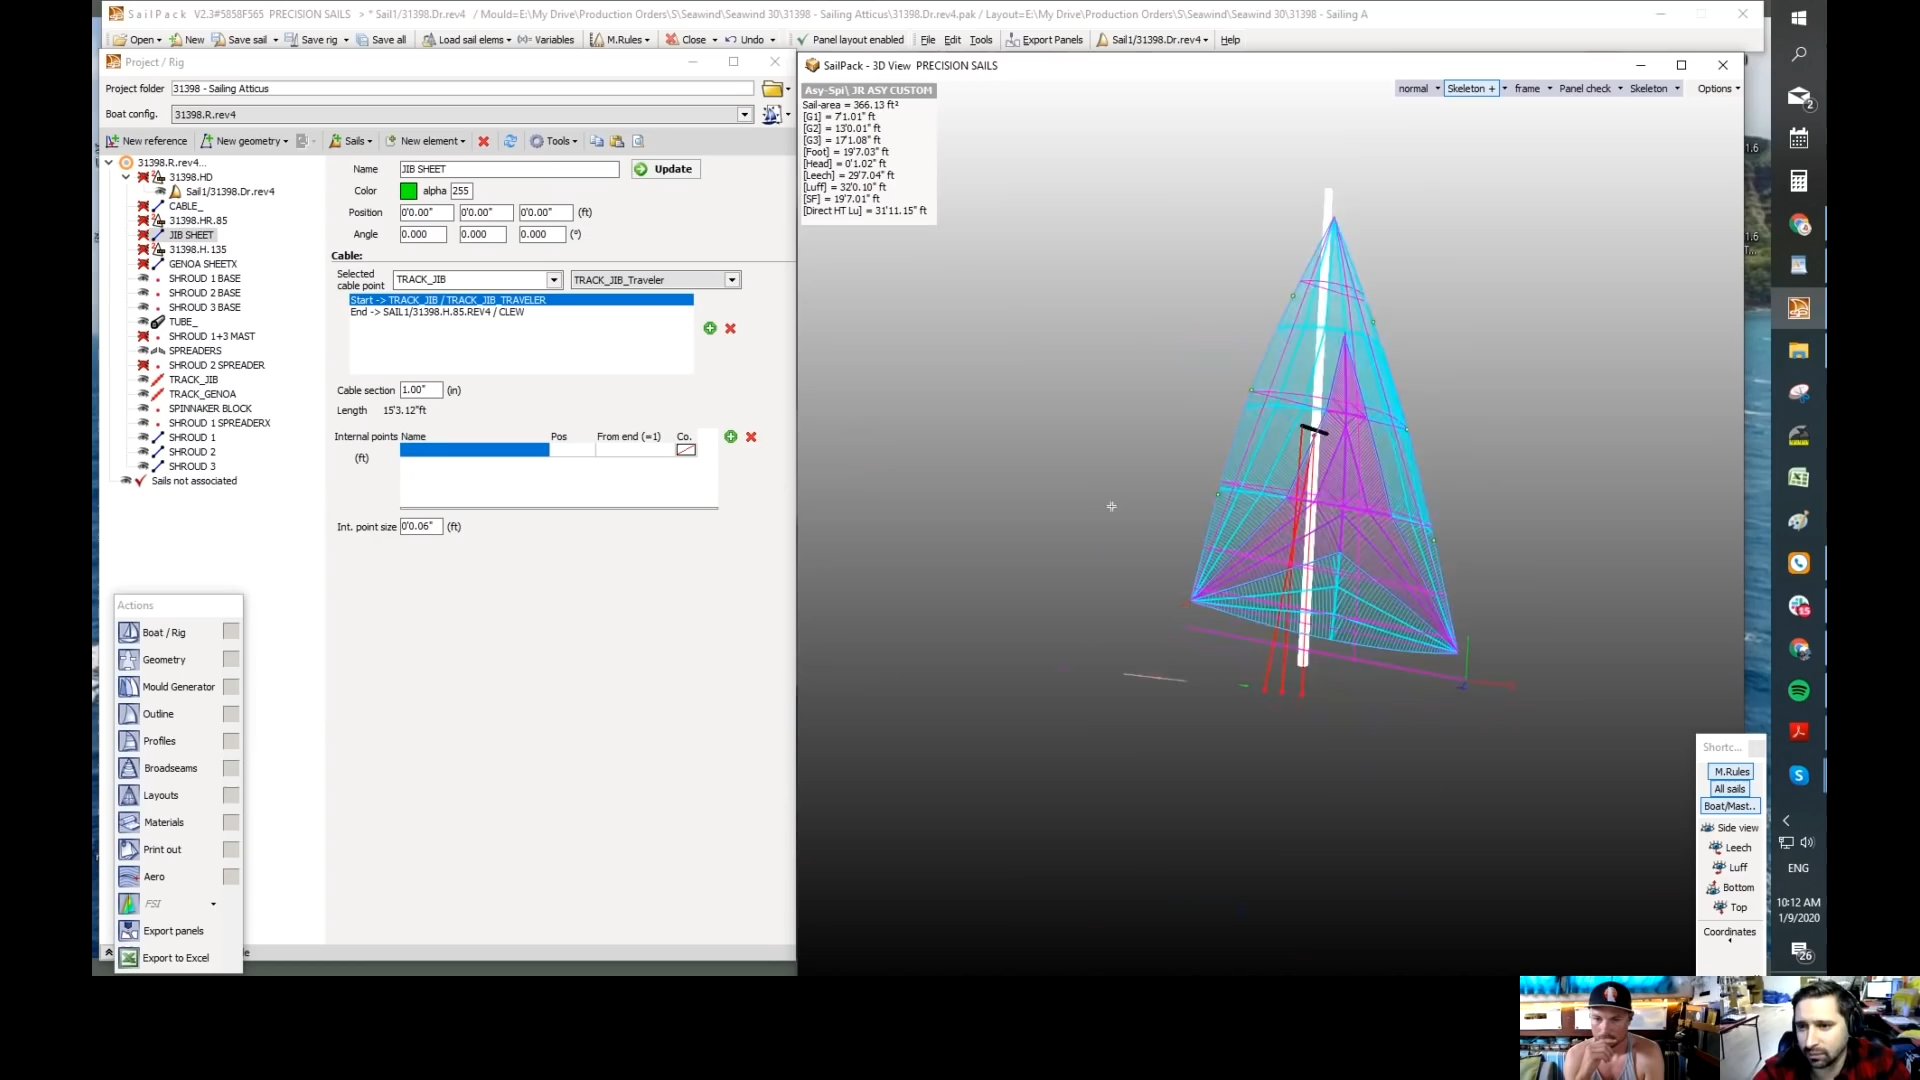 SailPack V2.3#5858F565 PRECISION SAILS > * Sail1/31398.Dr.rev4 / Mould=E:\My Drive\Production Orders\S\Seawind\Seawind 30\31398 - Sailing Atticus\31398.Dr.rev4.pak / Layout=E:\My Drive\Production Orders\S\Seawind\Seawind 30\31398 - Sailing A
Open New Save sail Save rig Save all Load sail elems (x)= Variables M.Rules Close Undo Panel layout enabled File Edit Tools Export Panels Sail1/31398.Dr.rev4 Help
Project / Rig
Project folder 31398 - Sailing Atticus
Boat config. 31398.R.rev4
New reference New geometry Sails New element Tools
31398.R.rev4...
31398.HD
Sail1/31398.Dr.rev4
CABLE_
31398.HR.85
JIB SHEET
31398.H.135
GENOA SHEETX
SHROUD 1 BASE
SHROUD 2 BASE
SHROUD 3 BASE
TUBE_
SHROUD 1+3 MAST
SPREADERS
SHROUD 2 SPREADER
TRACK_JIB
TRACK_GENOA
SPINNAKER BLOCK
SHROUD 1 SPREADERX
SHROUD 1
SHROUD 2
SHROUD 3
Sails not associated
Name JIB SHEET Update
Color alpha 255
Position 0'0.00" 0'0.00" 0'0.00" (ft)
Angle 0.000 0.000 0.000 (°)
Cable:
Selected cable point TRACK_JIB TRACK_JIB_Traveler
Start -> TRACK_JIB / TRACK_JIB_TRAVELER
End -> SAIL1/31398.H.85.REV4 / CLEW
Cable section 1.00" (in)
Length 15'3.12"ft
Internal points Name Pos From end (=1) Co.
(ft)
Int. point size 0'0.06" (ft)
Actions
Boat / Rig
Geometry
Mould Generator
Outline
Profiles
Broadseams
Layouts
Materials
Print out
Aero
FSI
Export panels
Export to Excel
SailPack - 3D View PRECISION SAILS
normal Skeleton + frame Panel check Skeleton Options
Asy-Spi\ JR ASY CUSTOM
Sail-area = 366.13 ft²
[G1] = 7'1.01" ft
[G2] = 13'0.01" ft
[G3] = 17'1.08" ft
[Foot] = 19'7.03" ft
[Head] = 0'1.02" ft
[Leech] = 29'7.04" ft
[Luff] = 32'0.10" ft
[SF] = 19'7.01" ft
[Direct HT Lu] = 31'11.15" ft
Shortc...
M.Rules
All sails
Boat/Mast..
Side view
Leech
Luff
Bottom
Top
Coordinates
2
15
ENG
10:12 AM
1/9/2020
26